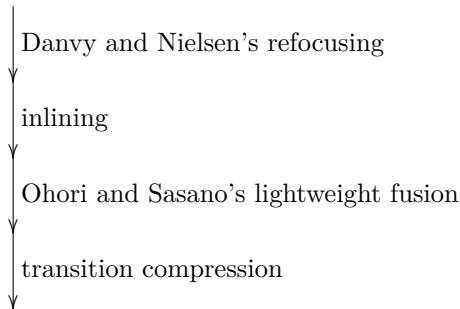 Danvy and Nielsen's refocusing
inlining
Ohori and Sasano's lightweight fusion
transition compression